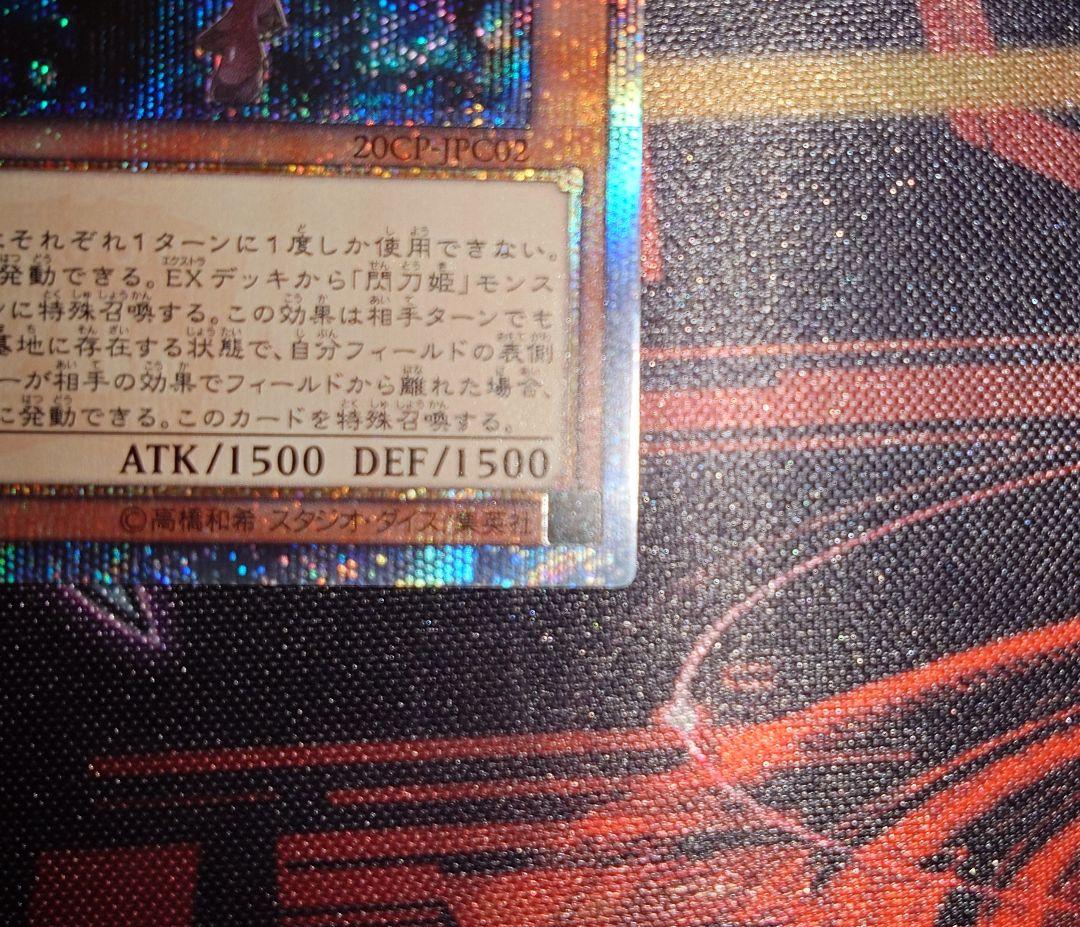 20CP-JPC02
はそれぞれ1ターンに1度しか使用できない。
発動できる。EXデッキから「閃刀姫」モンス
ンに特殊召喚する。この効果は相手ターンでも
墓地に存在する状態で、自分フィールドの表側
ーが相手の効果でフィールドから離れた場合、
に発動できる。このカードを特殊召喚する。
ATK/1500 DEF/1500
©高橋和希 スタジオ・ダイス/集英社